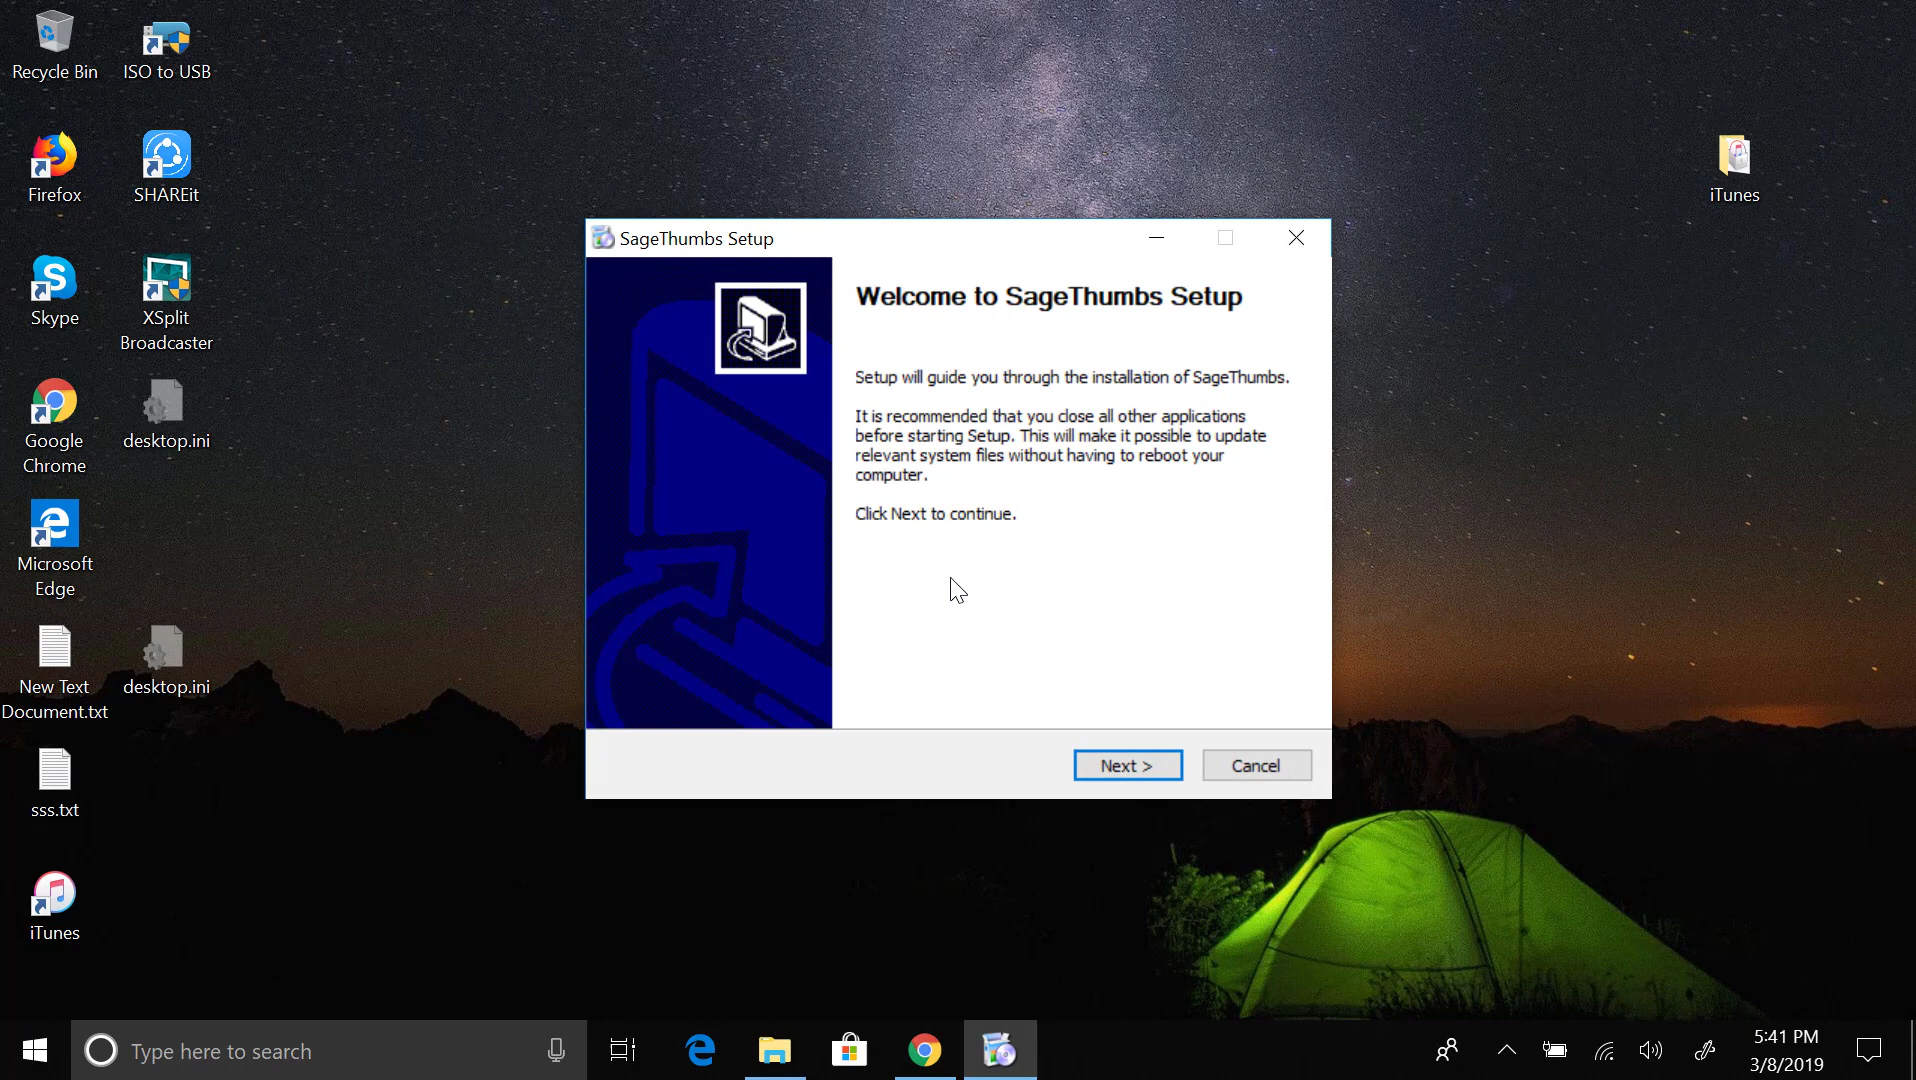 Recycle Bin
ISO to USB
Firefox
SHAREit
iTunes
Skype
XSplit
Broadcaster
Google
Chrome
desktop.ini
Microsoft
Edge
New Text
Document.txt
desktop.ini
sss.txt
iTunes
SageThumbs Setup
Welcome to SageThumbs Setup
Setup will guide you through the installation of SageThumbs.
It is recommended that you close all other applications
before starting Setup. This will make it possible to update
relevant system files without having to reboot your
computer.
Click Next to continue.
Next >
Cancel
Type here to search
5:41 PM
3/8/2019